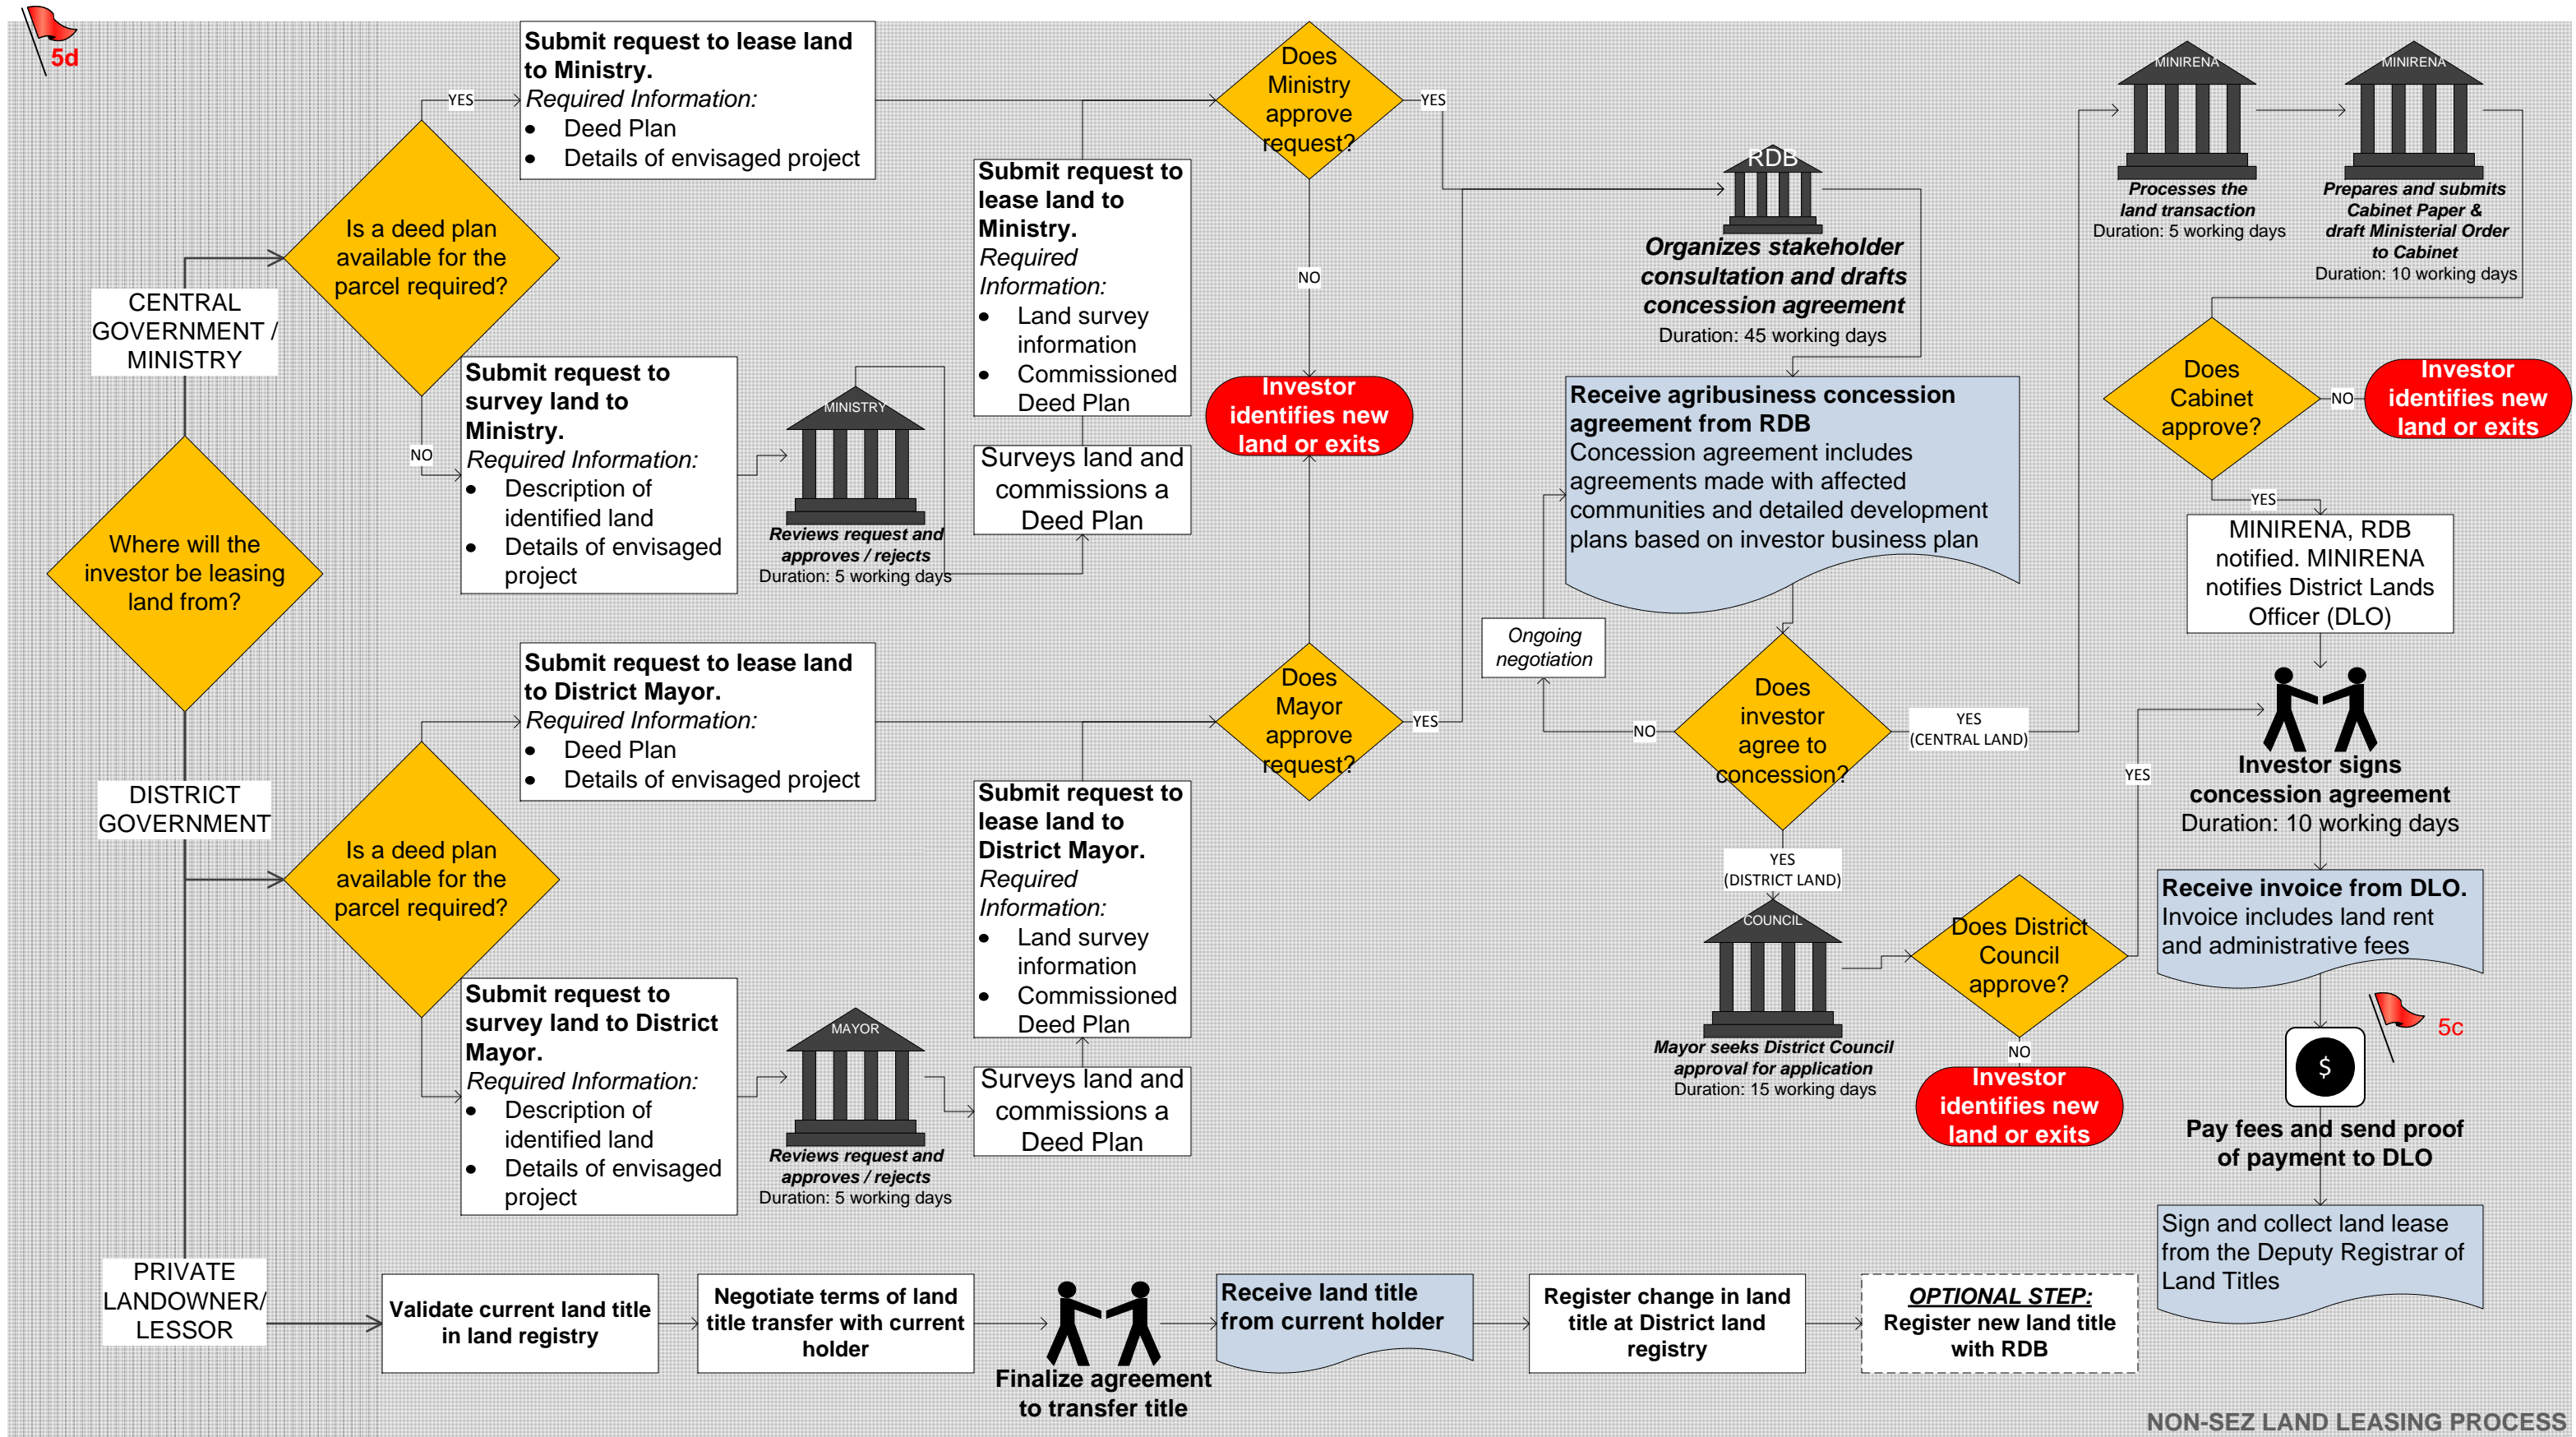 5d
Where will the
investor be leasing
land from?
CENTRAL
GOVERNMENT /
MINISTRY
Is a deed plan
available for the
parcel required?
YES
Submit request to lease land
to Ministry.
Required Information:
• Deed Plan
• Details of envisaged project
NO
Submit request to
survey land to
Ministry.
Required Information:
• Description of
identified land
• Details of envisaged
project
MINISTRY
Reviews request and
approves / rejects
Duration: 5 working days
Surveys land and
commissions a
Deed Plan
Submit request to
lease land to
Ministry.
Required
Information:
• Land survey
information
• Commissioned
Deed Plan
Does
Ministry
approve
request?
YES
NO
Investor
identifies new
land or exits
DISTRICT
GOVERNMENT
Is a deed plan
available for the
parcel required?
Submit request to lease land
to District Mayor.
Required Information:
• Deed Plan
• Details of envisaged project
Submit request to
survey land to District
Mayor.
Required Information:
• Description of
identified land
• Details of envisaged
project
MAYOR
Reviews request and
approves / rejects
Duration: 5 working days
Surveys land and
commissions a
Deed Plan
Submit request to
lease land to
District Mayor.
Required
Information:
• Land survey
information
• Commissioned
Deed Plan
Does
Mayor
approve
request?
YES
RDB
Organizes stakeholder
consultation and drafts
concession agreement
Duration: 45 working days
Receive agribusiness concession
agreement from RDB
Concession agreement includes
agreements made with affected
communities and detailed development
plans based on investor business plan
Ongoing
negotiation
NO
Does
investor
agree to
concession?
YES
(CENTRAL LAND)
YES
(DISTRICT LAND)
COUNCIL
Mayor seeks District Council
approval for application
Duration: 15 working days
Does District
Council
approve?
YES
NO
Investor
identifies new
land or exits
MINIRENA
Processes the
land transaction
Duration: 5 working days
MINIRENA
Prepares and submits
Cabinet Paper &
draft Ministerial Order
to Cabinet
Duration: 10 working days
Does
Cabinet
approve?
NO
Investor
identifies new
land or exits
YES
MINIRENA, RDB
notified. MINIRENA
notifies District Lands
Officer (DLO)
Investor signs
concession agreement
Duration: 10 working days
Receive invoice from DLO.
Invoice includes land rent
and administrative fees
5c
$
Pay fees and send proof
of payment to DLO
Sign and collect land lease
from the Deputy Registrar of
Land Titles
PRIVATE
LANDOWNER/
LESSOR
Validate current land title
in land registry
Negotiate terms of land
title transfer with current
holder
Finalize agreement
to transfer title
Receive land title
from current holder
Register change in land
title at District land
registry
OPTIONAL STEP:
Register new land title
with RDB
NON-SEZ LAND LEASING PROCESS